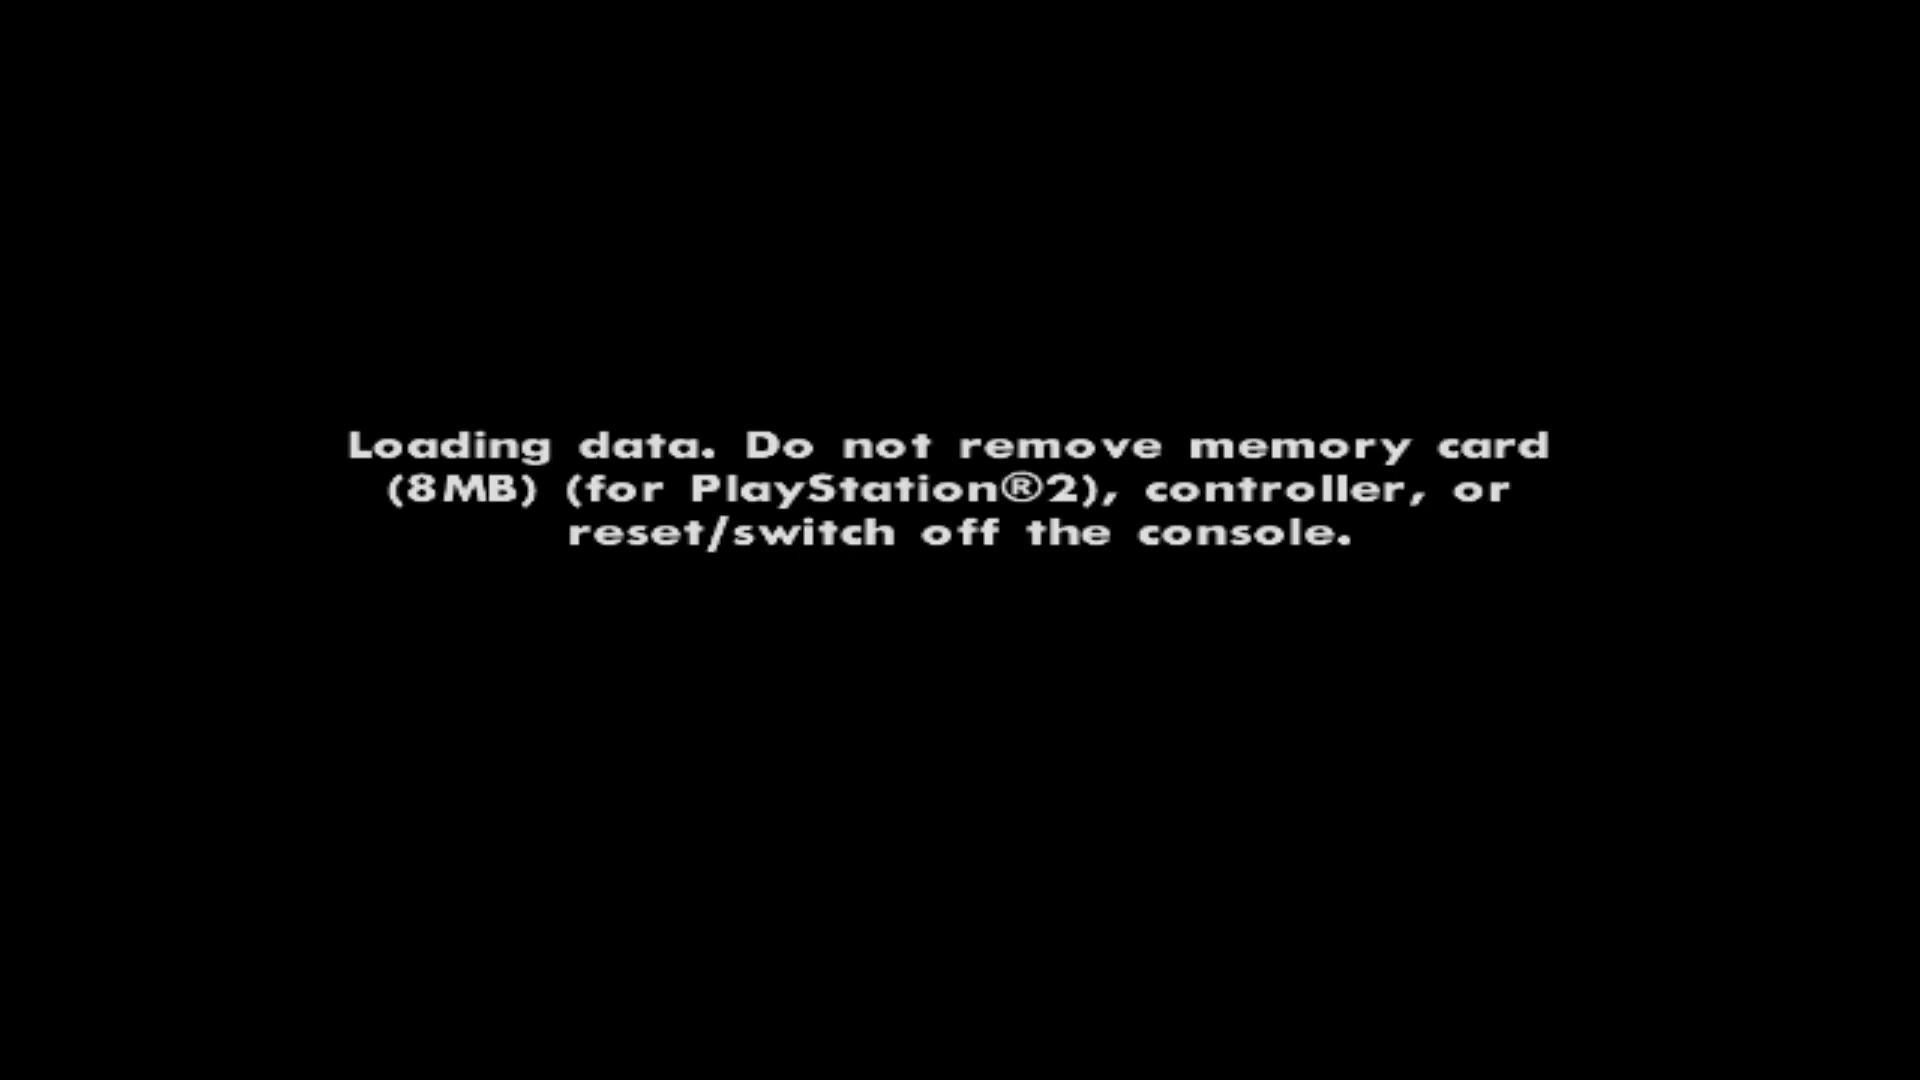 Loading data. Do not remove memory card
(8MB) (for PlayStation®2), controller, or
reset/switch off the console.